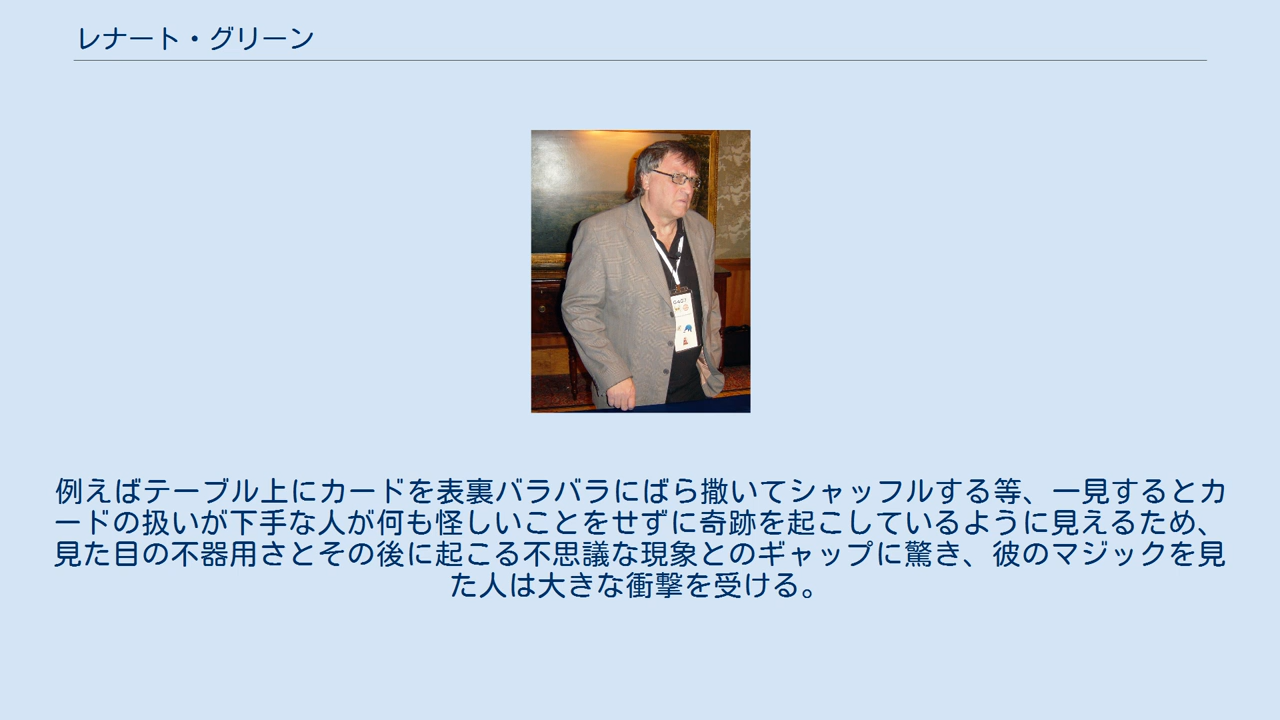 レナート・グリーン
例えばテーブル上にカードを表裏バラバラにばら撒いてシャッフルする等、一見するとカ
ードの扱いが下手な人が何も怪しいことをせずに奇跡を起こしているように見えるため、
見た目の不器用さとその後に起こる不思議な現象とのギャップに驚き、彼のマジックを見
た人は大きな衝撃を受ける。